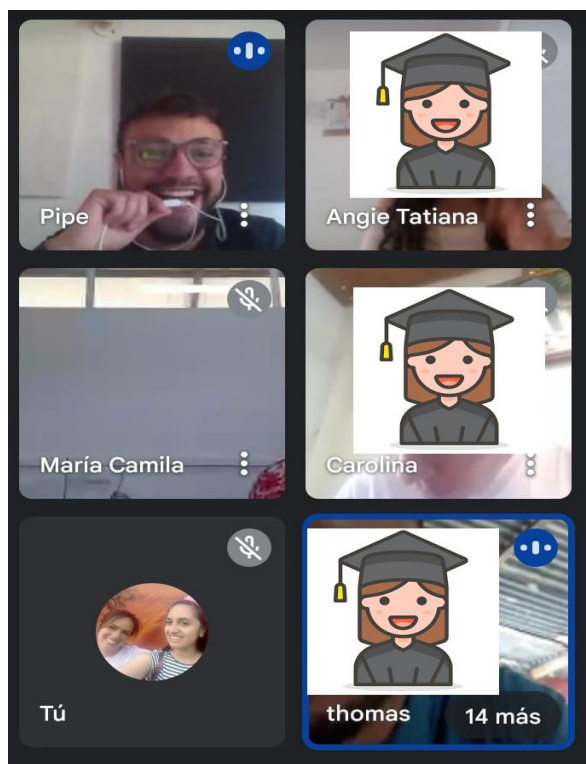 Pipe
Angie Tatiana
María Camila
Carolina
Tú
thomas
14 más